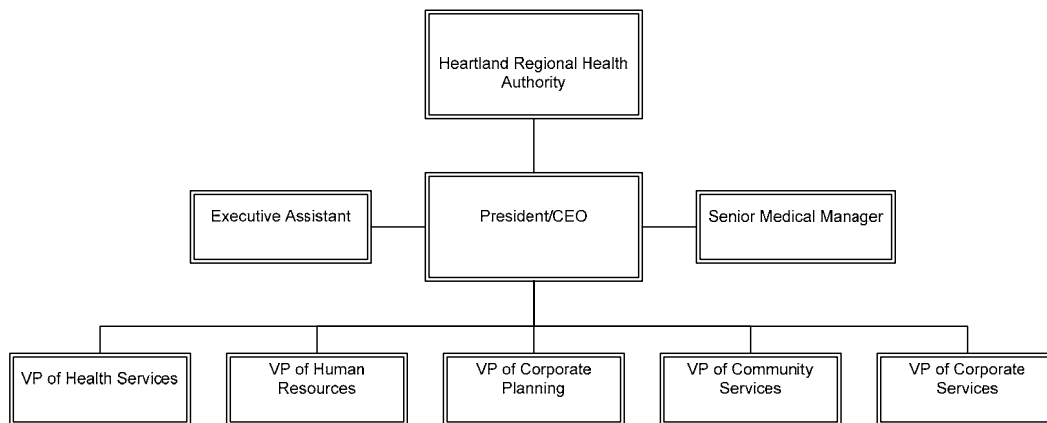 Heartland Regional Health
Authority
Executive Assistant
President/CEO
Senior Medical Manager
VP of Health Services
VP of Human
Resources
VP of Corporate
Planning
VP of Community
Services
VP of Corporate
Services